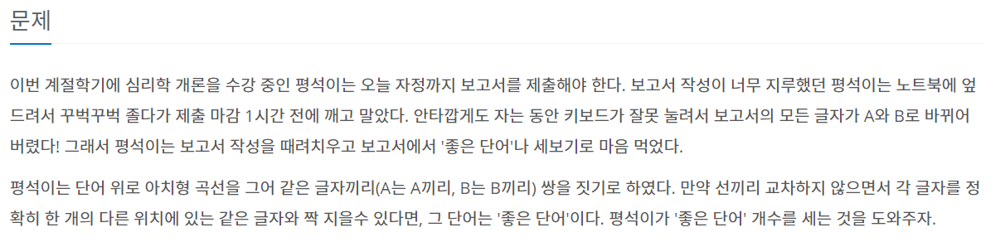 문제
이번 계절학기에 심리학 개론을 수강 중인 평석이는 오늘 자정까지 보고서를 제출해야 한다. 보고서 작성이 너무 지루했던 평석이는 노트북에 엎
드려서 꾸벅꾸벅 졸다가 제출 마감 1시간 전에 깨고 말았다. 안타깝게도 자는 동안 키보드가 잘못 눌려서 보고서의 모든 글자가 A와 B로 바뀌어
버렸다! 그래서 평석이는 보고서 작성을 때려치우고 보고서에서 '좋은 단어'나 세보기로 마음 먹었다.
평석이는 단어 위로 아치형 곡선을 그어 같은 글자끼리(A는 A끼리, B는 B끼리) 쌍을 짓기로 하였다. 만약 선끼리 교차하지 않으면서 각 글자를 정
확히 한 개의 다른 위치에 있는 같은 글자와 짝 지을수 있다면, 그 단어는 '좋은 단어'이다. 평석이가 '좋은 단어' 개수를 세는 것을 도와주자.